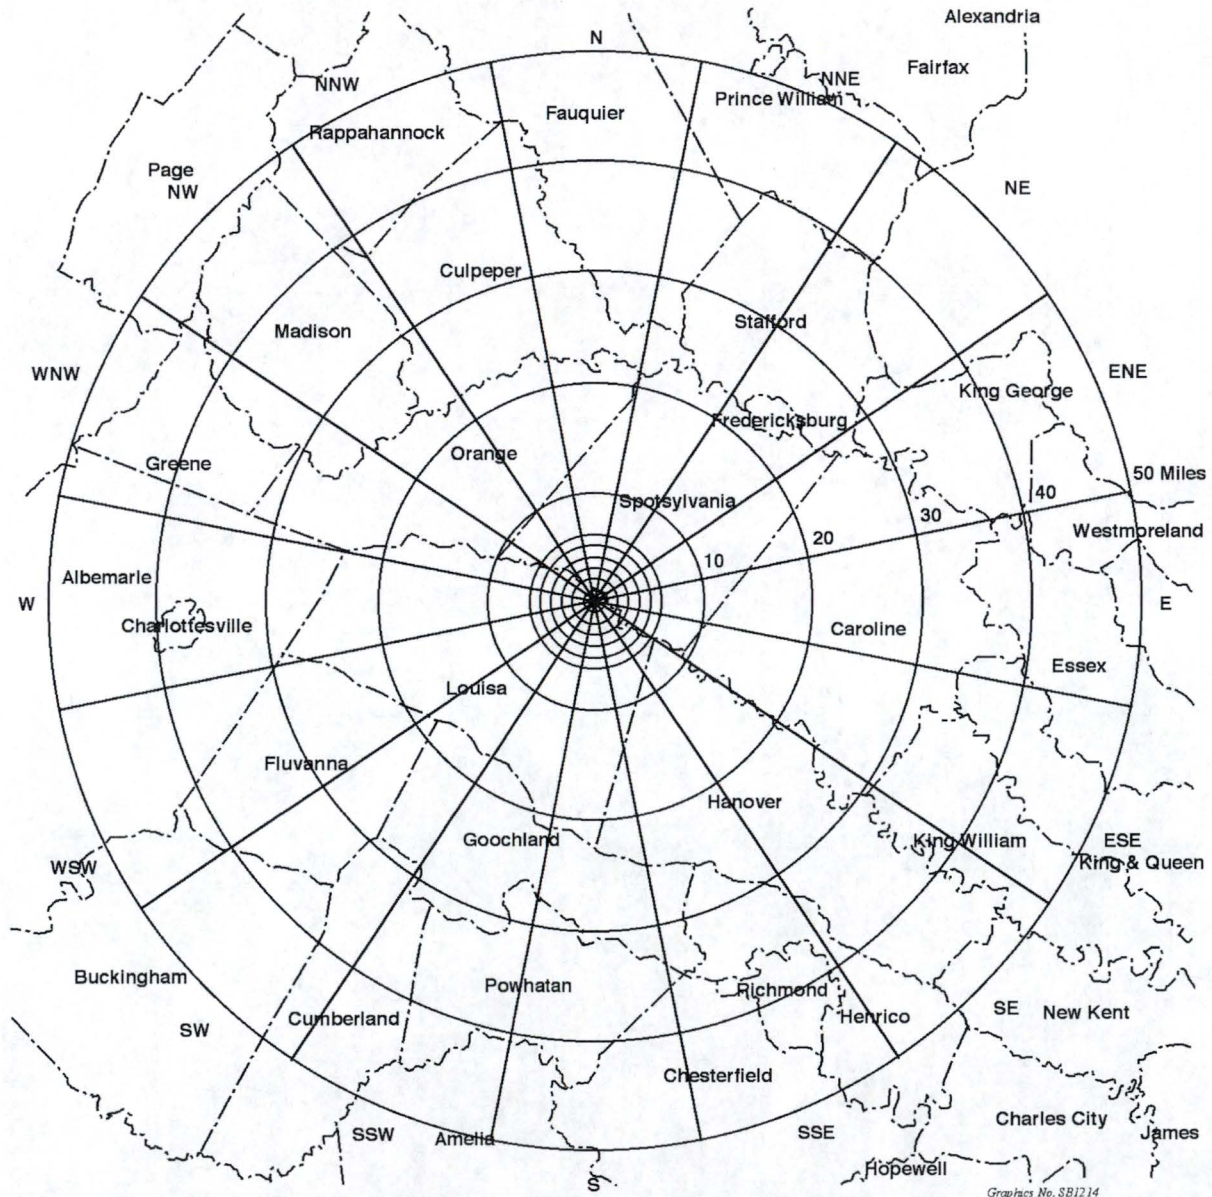 Alexandria
N
Fairfax
NNW
NNE
Prince William
Fauquier
Rappahannock
Page
NW
NE
Culpeper
Stafford
Madison
WNW
ENE
King George
Fredericksburg
Orange
Greene
50 Miles
40
Spotsylvania
30
Westmoreland
20
10
Albemarle
W
E
Charlottesville
Caroline
Essex
Louisa
Fluvanna
Hanover
Goochland
King William
ESE
WSW
King & Queen
Buckingham
Powhatan
Richmond
SE
New Kent
Cumberland
Henrico
SW
Chesterfield
Charles City
SSW
Amelia
SSE
James
Hopewell
S
Graphics No. SB1214